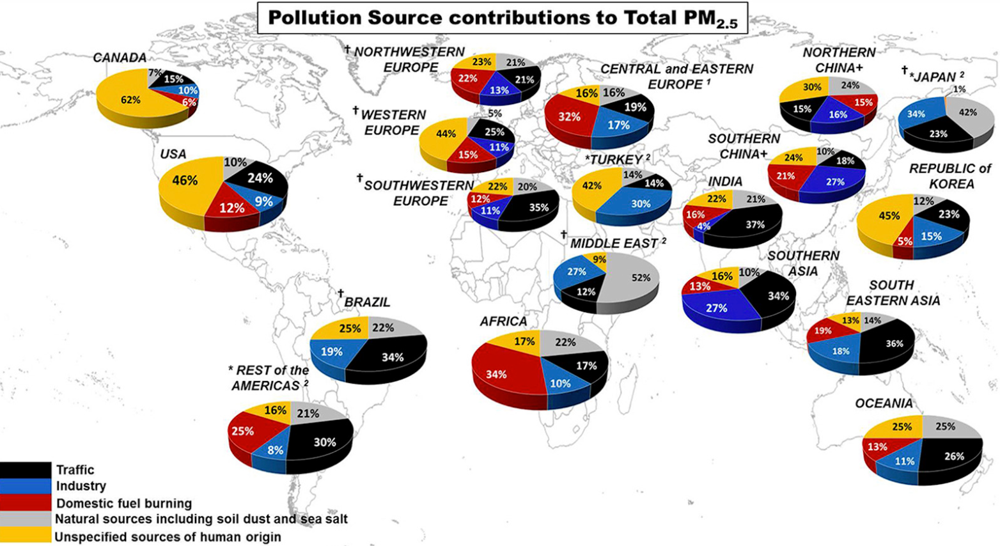 Pollution Source contributions to Total PM2.5
CANADA
7%
15%
10%
6%
62%
USA
10%
24%
9%
12%
46%
†NORTHWESTERN
EUROPE
23%
21%
21%
13%
22%
†WESTERN
EUROPE
5%
25%
11%
15%
44%
†SOUTHWESTERN
EUROPE
22%
20%
35%
11%
12%
CENTRAL and EASTERN
EUROPE 1
16%
16%
19%
17%
32%
*TURKEY 2
14%
14%
30%
42%
†
MIDDLE EAST 2
9%
52%
12%
27%
NORTHERN
CHINA+
30%
24%
15%
16%
15%
†
*JAPAN 2
1%
42%
23%
34%
SOUTHERN
CHINA+
24%
10%
18%
27%
21%
INDIA
22%
21%
37%
4%
16%
REPUBLIC of
KOREA
12%
23%
15%
5%
45%
SOUTHERN
ASIA
16%
10%
34%
27%
13%
SOUTH
EASTERN ASIA
13%
14%
36%
18%
19%
†BRAZIL
25%
22%
34%
19%
AFRICA
17%
22%
17%
10%
34%
* REST of the
AMERICAS 2
16%
21%
30%
8%
25%
OCEANIA
25%
25%
26%
11%
13%
Traffic
Industry
Domestic fuel burning
Natural sources including soil dust and sea salt
Unspecified sources of human origin